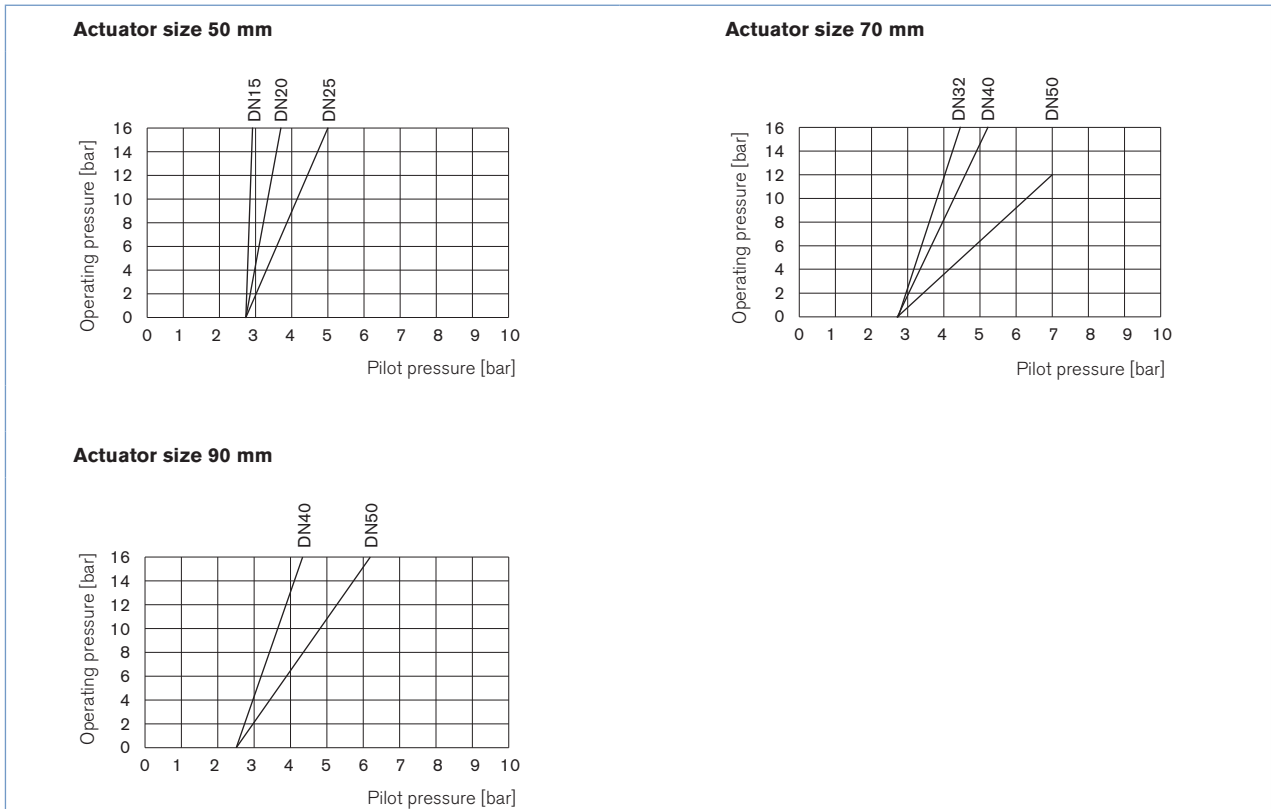 Actuator size 50 mm
DN15 DN20 DN25
Operating pressure [bar]
16
14
12
10
8
6
4
2
0
0 1 2 3 4 5 6 7 8 9 10
Pilot pressure [bar]
Actuator size 70 mm
DN32 DN40 DN50
Operating pressure [bar]
16
14
12
10
8
6
4
2
0
0 1 2 3 4 5 6 7 8 9 10
Pilot pressure [bar]
Actuator size 90 mm
DN40 DN50
Operating pressure [bar]
16
14
12
10
8
6
4
2
0
0 1 2 3 4 5 6 7 8 9 10
Pilot pressure [bar]